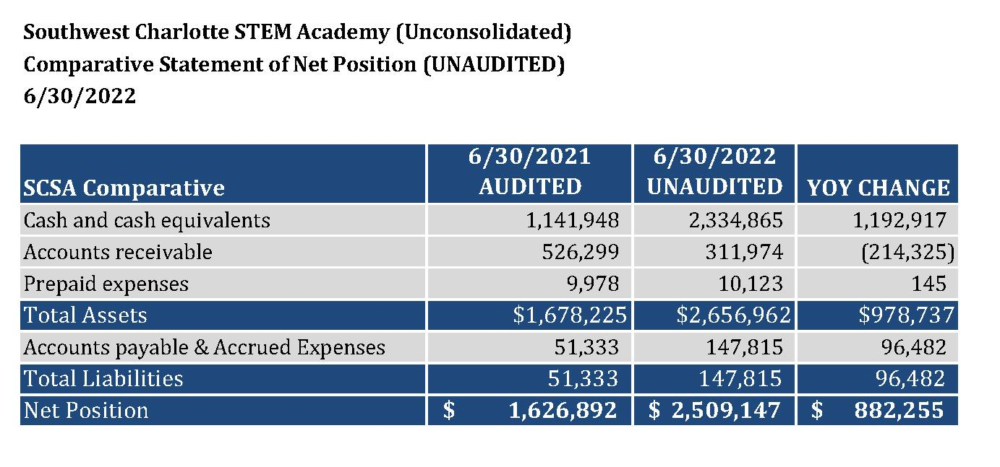 Southwest Charlotte STEM Academy (Unconsolidated)
Comparative Statement of Net Position (UNAUDITED)
6/30/2022
SCSA Comparative 6/30/2021 AUDITED 6/30/2022 UNAUDITED YOY CHANGE
Cash and cash equivalents 1,141,948 2,334,865 1,192,917
Accounts receivable 526,299 311,974 (214,325)
Prepaid expenses 9,978 10,123 145
Total Assets $1,678,225 $2,656,962 $978,737
Accounts payable & Accrued Expenses 51,333 147,815 96,482
Total Liabilities 51,333 147,815 96,482
Net Position $ 1,626,892 $ 2,509,147 $ 882,255